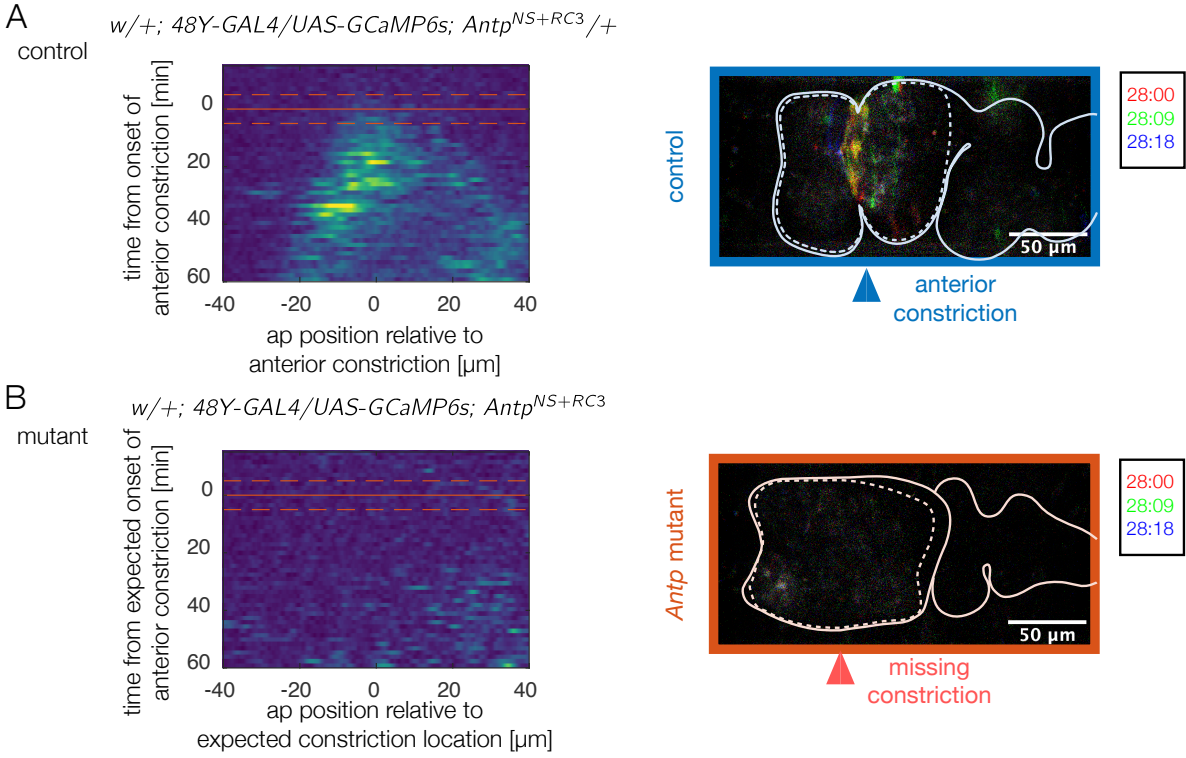 A
w/+; 48Y-GAL4/UAS-GCaMP6s; Antp^{NS+RC3}/+
control
time from onset of
anterior constriction [min]
0
20
40
60
-40
-20
0
20
40
ap position relative to
anterior constriction [µm]
control
50 µm
28:00
28:09
28:18
anterior
constriction
B
w/+; 48Y-GAL4/UAS-GCaMP6s; Antp^{NS+RC3}
mutant
time from expected onset of
anterior constriction [min]
0
20
40
60
-40
-20
0
20
40
ap position relative to
expected constriction location [µm]
Antp mutant
50 µm
28:00
28:09
28:18
missing
constriction